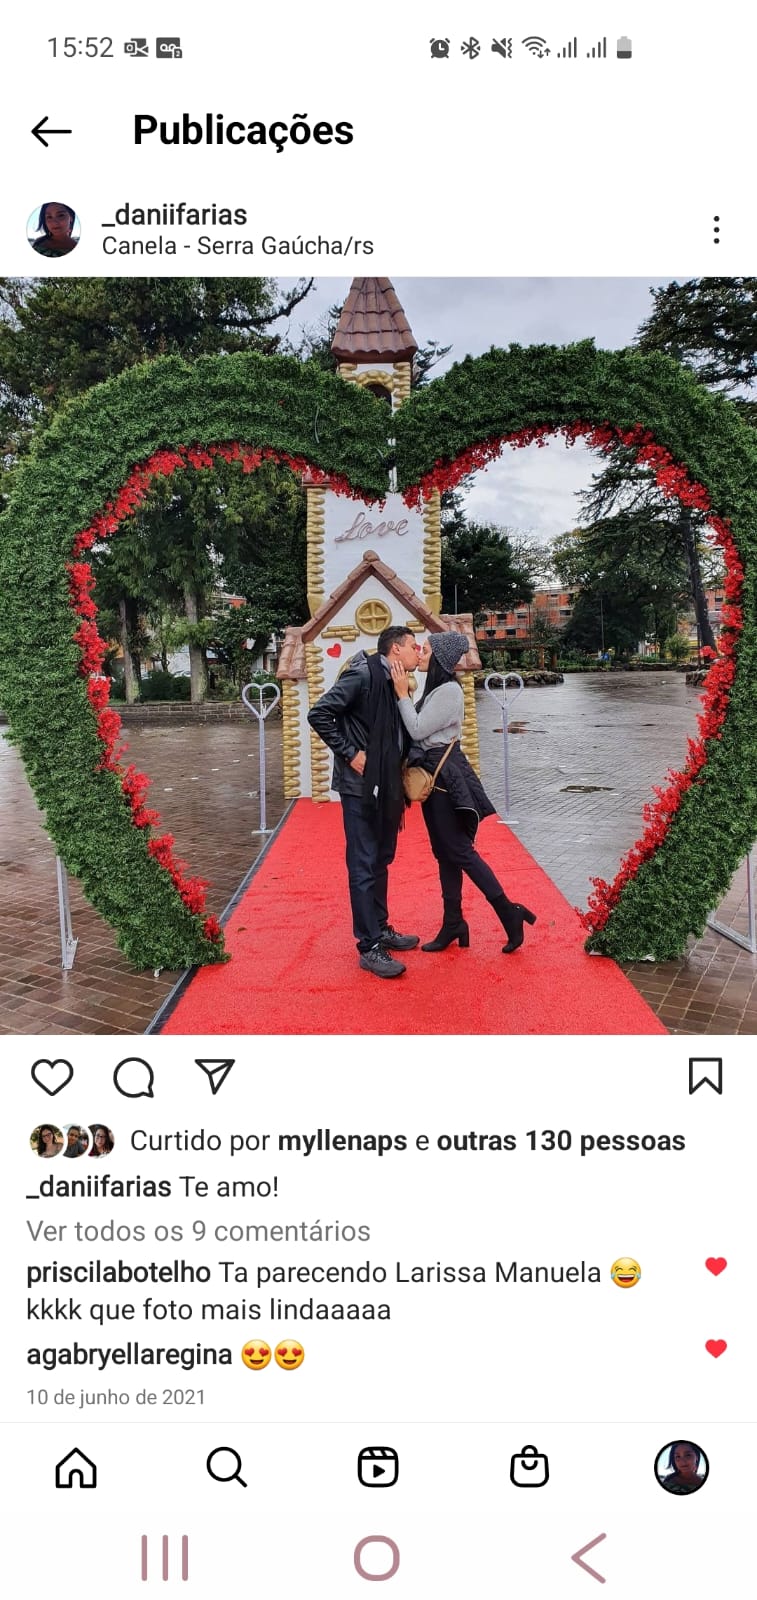 15:52
Publicações
_daniifarias
Canela - Serra Gaúcha/rs
Love
Curtido por myllenaps e outras 130 pessoas
_daniifarias Te amo!
Ver todos os 9 comentários
priscilabotelho Ta parecendo Larissa Manuela 😂
kkkk que foto mais lindaaaaa
agabryellaregina 😍😍
10 de junho de 2021